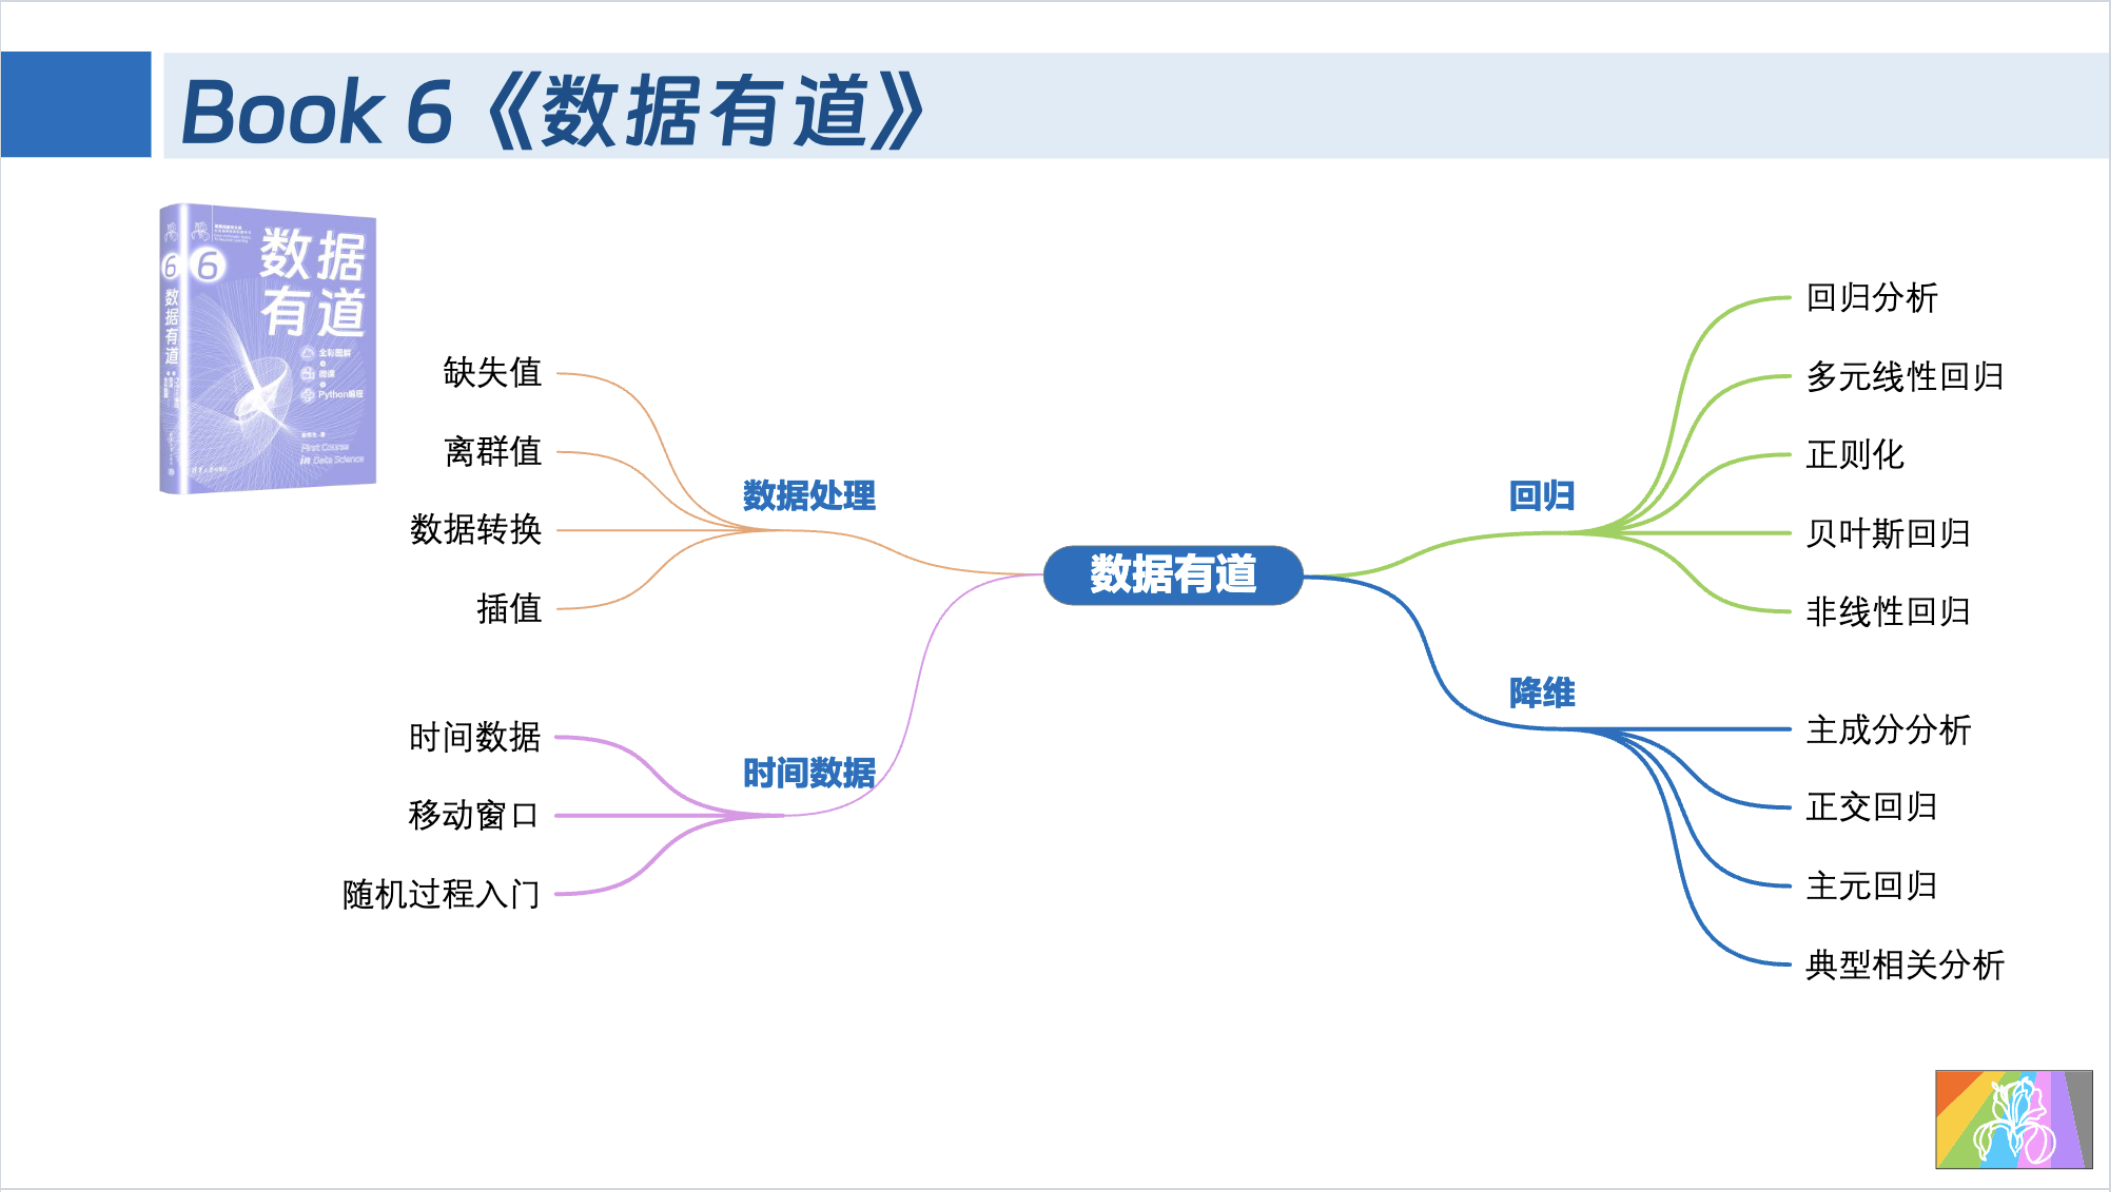 Book 6《数据有道》
数据
有道
6
6
数据有道
全彩图解
微课
Python编程
First Course
in Data Science
缺失值
离群值
数据转换
插值
数据处理
时间数据
移动窗口
随机过程入门
时间数据
数据有道
回归
回归分析
多元线性回归
正则化
贝叶斯回归
非线性回归
降维
主成分分析
正交回归
主元回归
典型相关分析